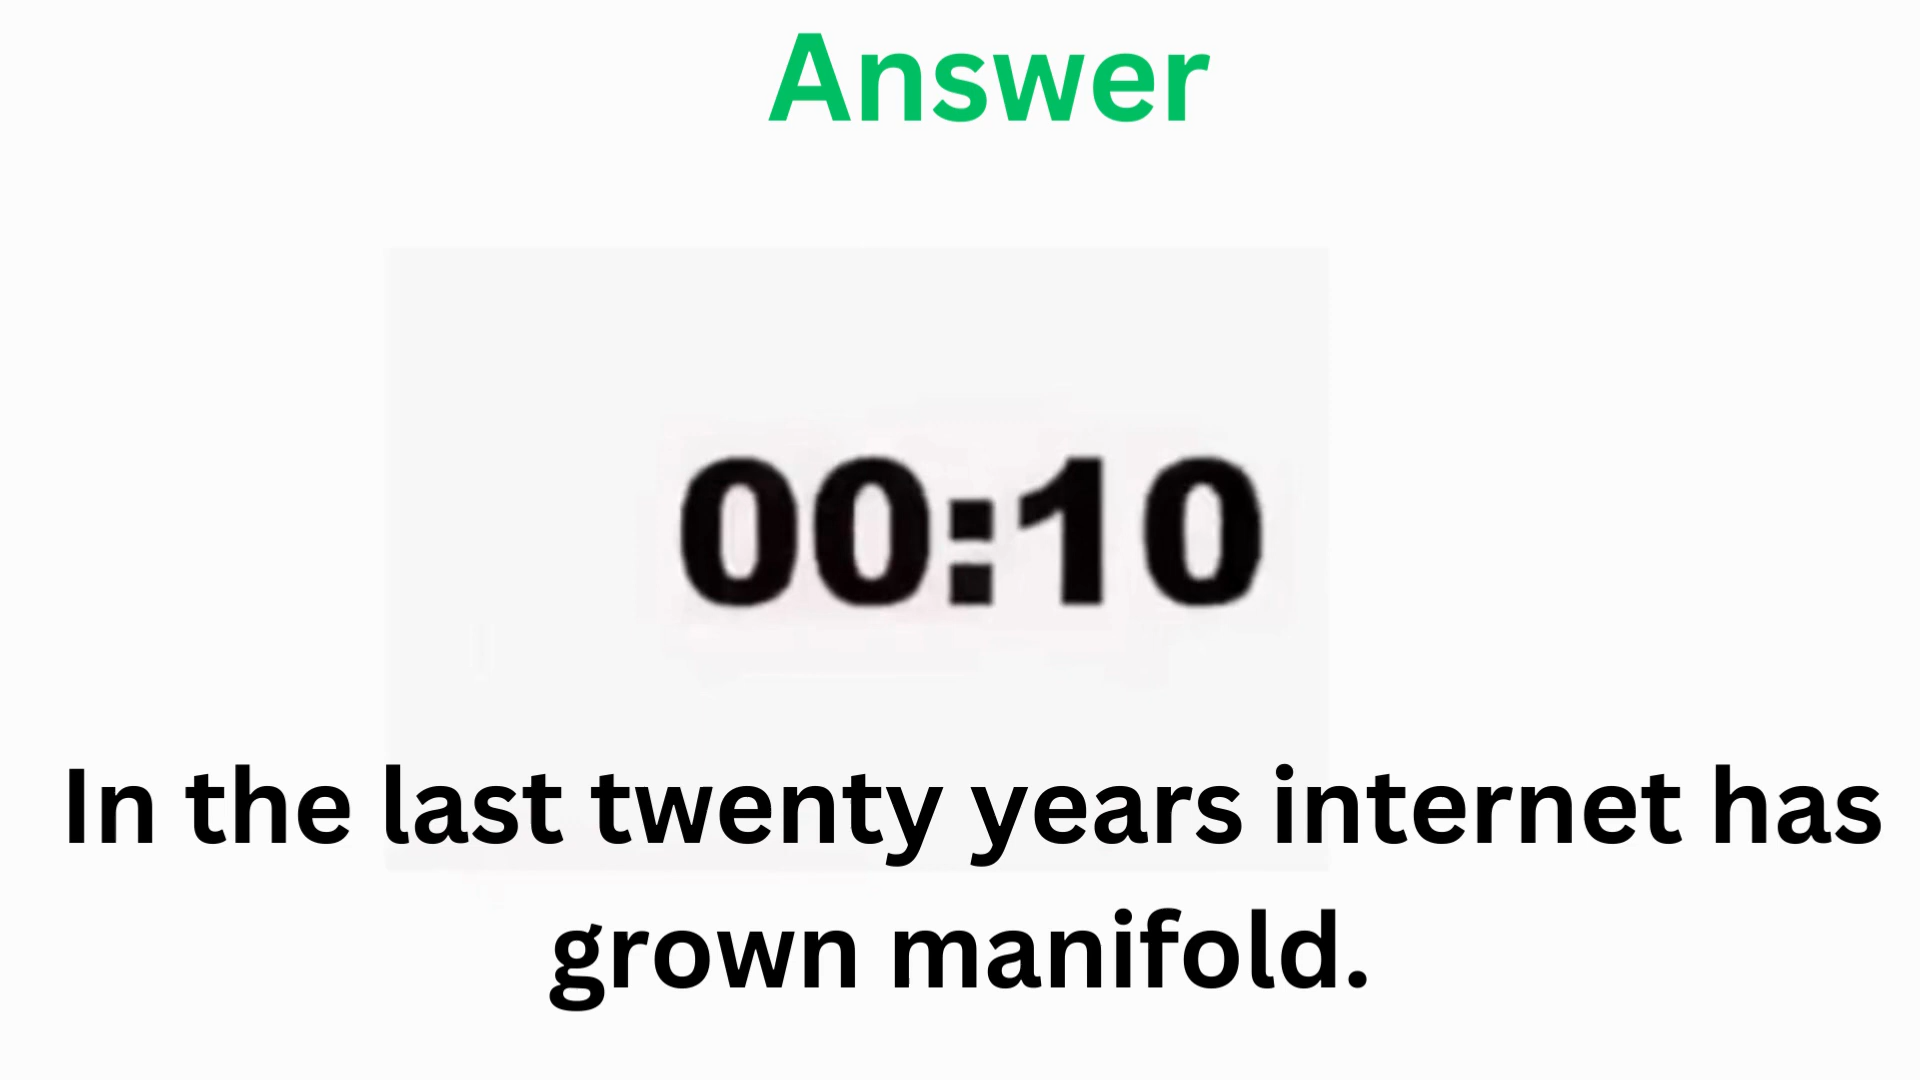 Answer
00:10
In the last twenty years internet has
grown manifold.